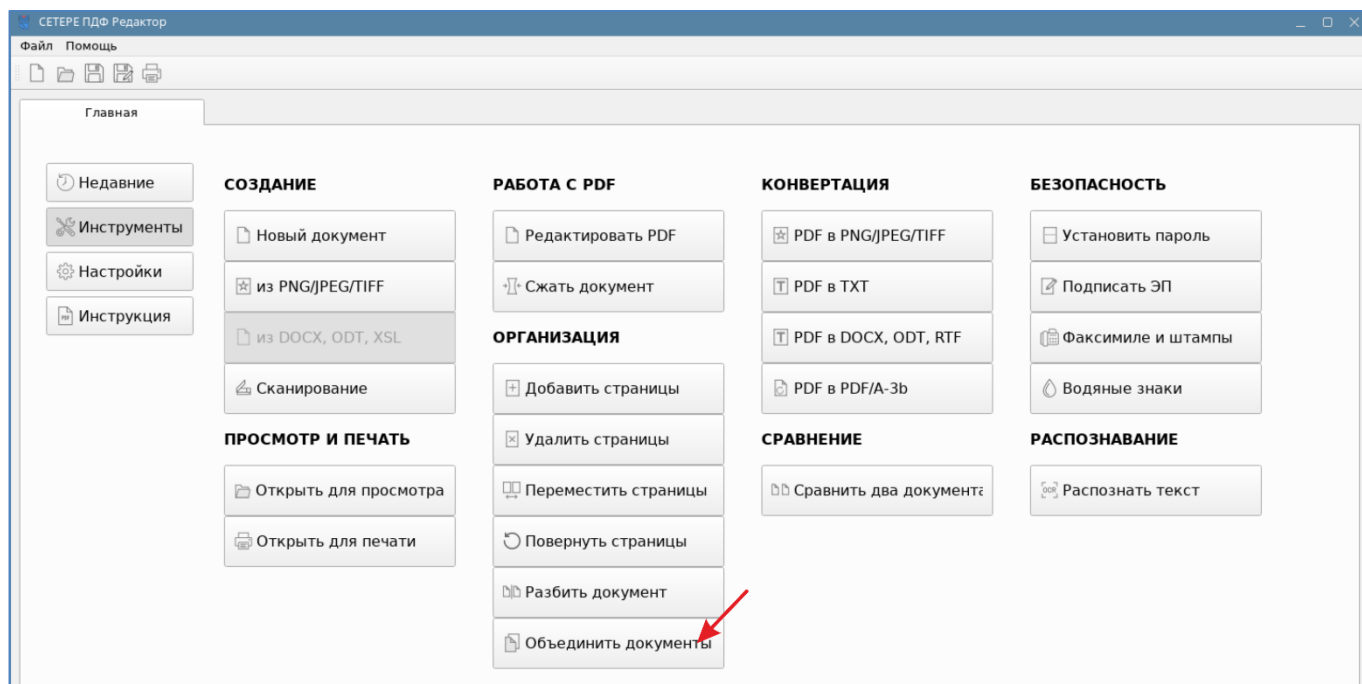 СЕТЕРЕ ПДФ Редактор
Файл Помощь
Главная
Недавние
Инструменты
Настройки
Инструкция
СОЗДАНИЕ
Новый документ
из PNG/JPEG/TIFF
из DOCX, ODT, XSL
Сканирование
ПРОСМОТР И ПЕЧАТЬ
Открыть для просмотра
Открыть для печати
РАБОТА С PDF
Редактировать PDF
Сжать документ
ОРГАНИЗАЦИЯ
Добавить страницы
Удалить страницы
Переместить страницы
Повернуть страницы
Разбить документ
Объединить документы
КОНВЕРТАЦИЯ
PDF в PNG/JPEG/TIFF
PDF в TXT
PDF в DOCX, ODT, RTF
PDF в PDF/A-3b
СРАВНЕНИЕ
Сравнить два документа
БЕЗОПАСНОСТЬ
Установить пароль
Подписать ЭП
Факсимиле и штампы
Водяные знаки
РАСПОЗНАВАНИЕ
Распознать текст